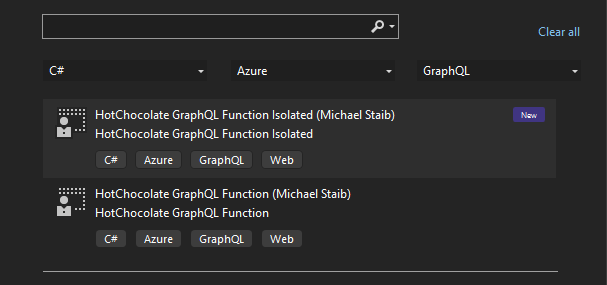 Clear all
C# Azure GraphQL
HotChocolate GraphQL Function Isolated (Michael Staib) New
HotChocolate GraphQL Function Isolated
C# Azure GraphQL Web
HotChocolate GraphQL Function (Michael Staib)
HotChocolate GraphQL Function
C# Azure GraphQL Web